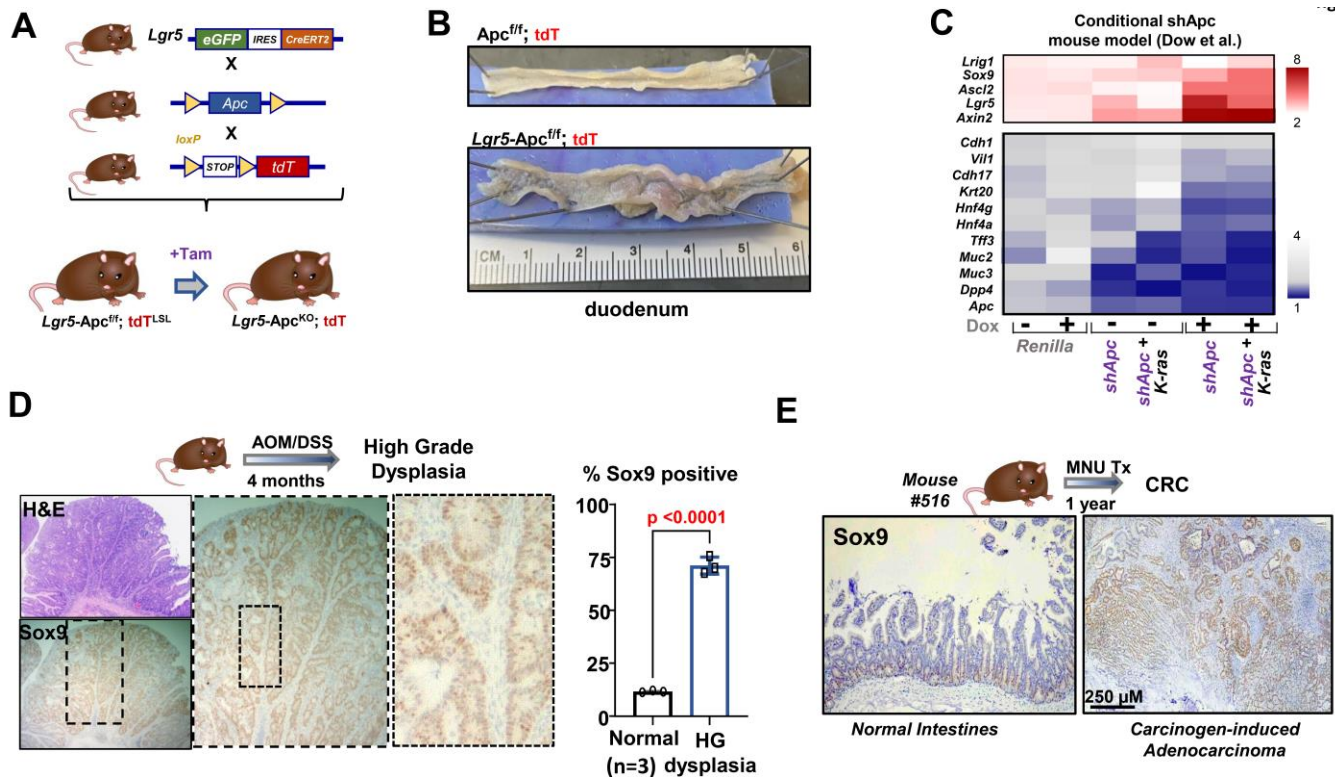 A
Lgr5
eGFP
IRES
CreERT2
X
Apc
loxP
X
STOP
tdT
+Tam
Lgr5-Apcf/f; tdTLSL
Lgr5-ApcKO; tdT
B
Apcf/f; tdT
Lgr5-Apcf/f; tdT
CM 1 2 3 4 5 6
duodenum
C
Conditional shApc
mouse model (Dow et al.)
Lrig1
Sox9
Ascl2
Lgr5
Axin2
8
2
Cdh1
Vil1
Cdh17
Krt20
Hnf4g
Hnf4a
Tff3
Muc2
Muc3
Dpp4
Apc
4
1
Dox - + - - + +
Renilla
shApc
shApc +
K-ras
shApc
shApc +
K-ras
D
AOM/DSS
4 months
High Grade
Dysplasia
H&E
Sox9
% Sox9 positive
p <0.0001
100
75
50
25
0
Normal
(n=3)
HG
dysplasia
E
Mouse
#516
MNU Tx
1 year
CRC
Sox9
250 µM
Normal Intestines
Carcinogen-induced
Adenocarcinoma